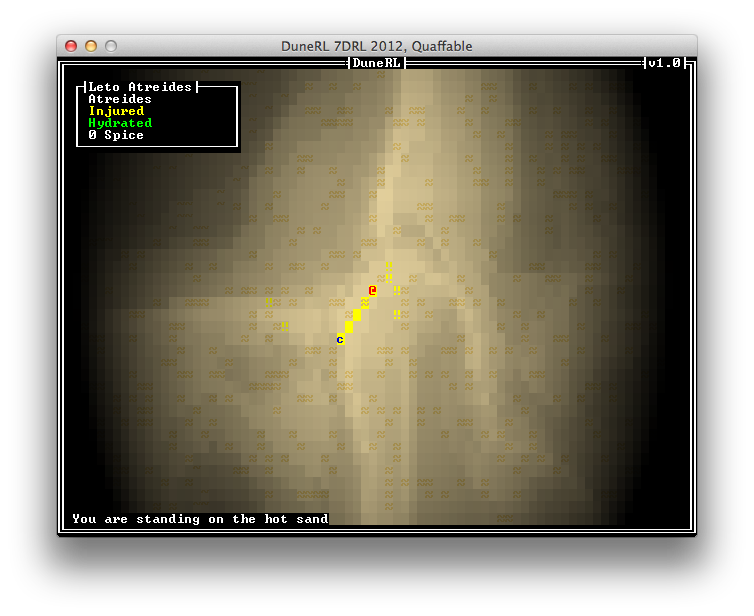 DuneRL 7DRL 2012, Quaffable
DuneRL
v1.0
Leto Atreides
Atreides
Injured
Hydrated
0 Spice
c
You are standing on the hot sand